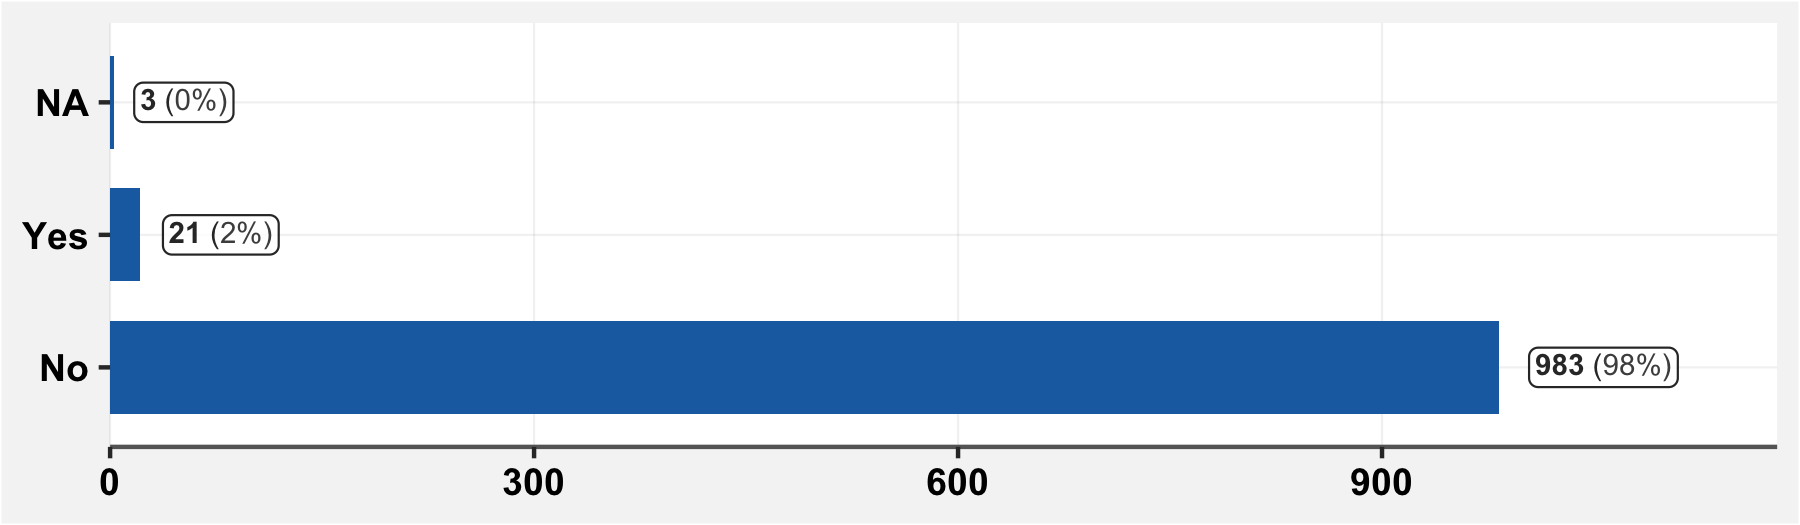 NA 3 (0%)
Yes 21 (2%)
No 983 (98%)
0 300 600 900